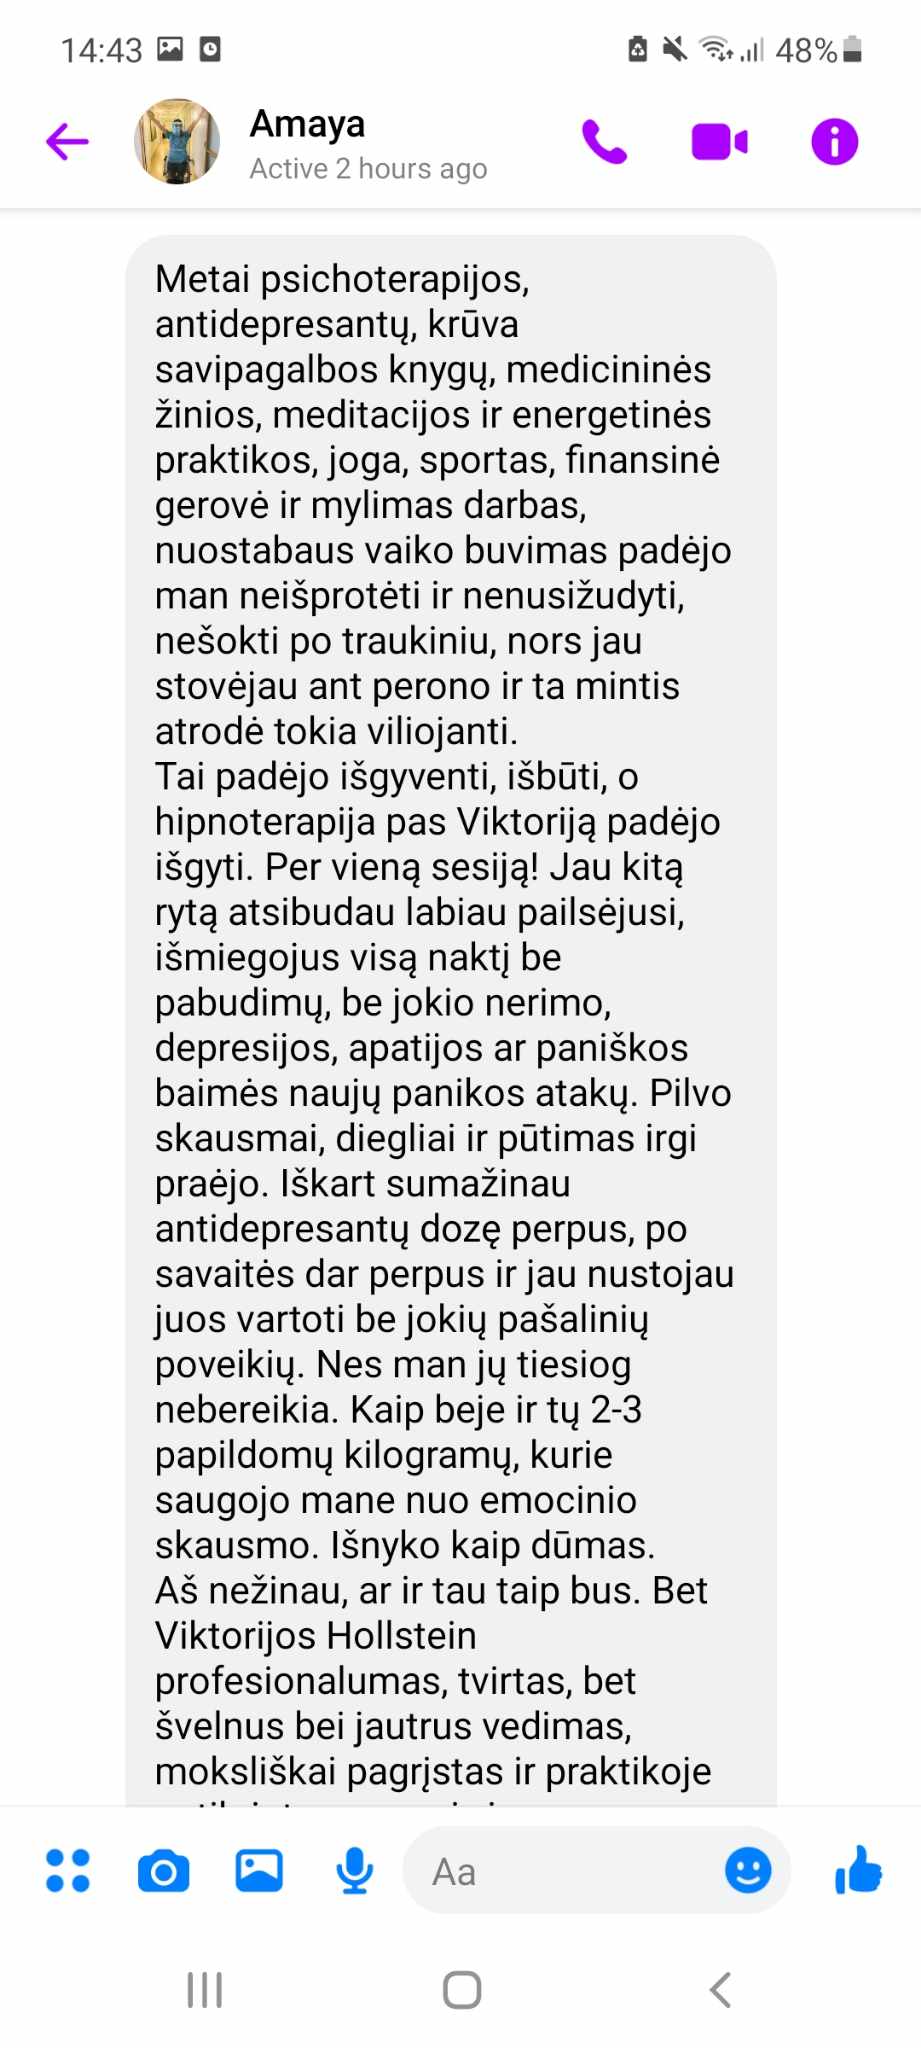 14:43
48%
Amaya
Active 2 hours ago
Metai psichoterapijos,
antidepresantų, krūva
savipagalbos knygų, medicininės
žinios, meditacijos ir energetinės
praktikos, joga, sportas, finansinė
gerovė ir mylimas darbas,
nuostabaus vaiko buvimas padėjo
man neišprotėti ir nenusižudyti,
nešokti po traukiniu, nors jau
stovėjau ant perono ir ta mintis
atrodė tokia viliojanti.
Tai padėjo išgyventi, išbūti, o
hipnoterapija pas Viktoriją padėjo
išgyti. Per vieną sesiją! Jau kitą
rytą atsibudau labiau pailsėjusi,
išmiegojus visą naktį be
pabudimų, be jokio nerimo,
depresijos, apatijos ar paniškos
baimės naujų panikos atakų. Pilvo
skausmai, diegliai ir pūtimas irgi
praėjo. Iškart sumažinau
antidepresantų dozę perpus, po
savaitės dar perpus ir jau nustojau
juos vartoti be jokių pašalinių
poveikių. Nes man jų tiesiog
nebereikia. Kaip beje ir tų 2-3
papildomų kilogramų, kurie
saugojo mane nuo emocinio
skausmo. Išnyko kaip dūmas.
Aš nežinau, ar ir tau taip bus. Bet
Viktorijos Hollstein
profesionalumas, tvirtas, bet
švelnus bei jautrus vedimas,
moksliškai pagrįstas ir praktikoje
Aa